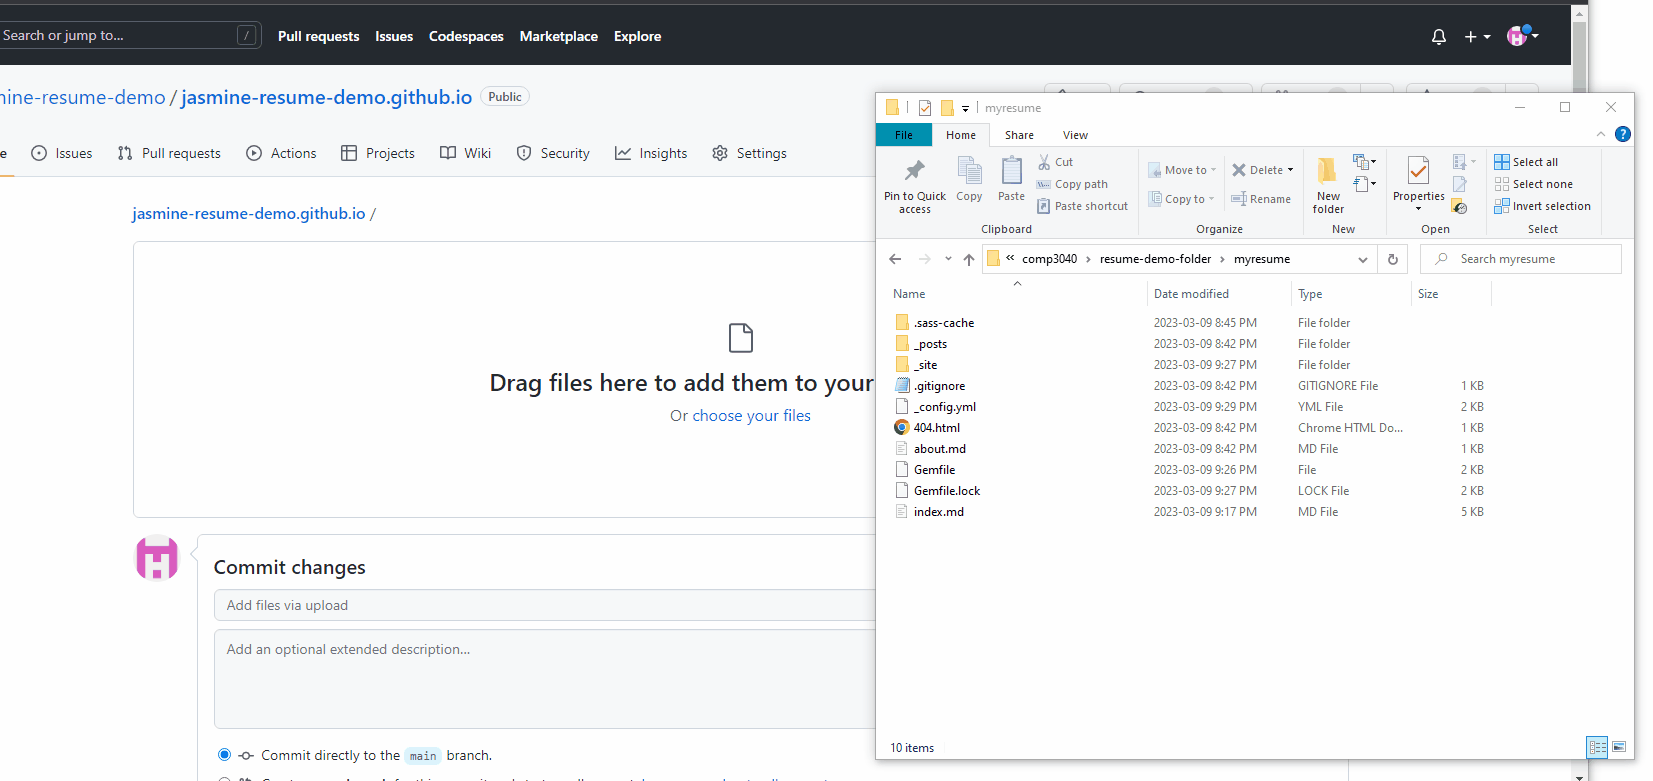 Search or jump to...
/
Pull requests
Issues
Codespaces
Marketplace
Explore
ine-resume-demo / jasmine-resume-demo.github.io
Public
e
Issues
Pull requests
Actions
Projects
Wiki
Security
Insights
Settings
jasmine-resume-demo.github.io /
Drag files here to add them to your
Or choose your files
Commit changes
Add files via upload
Add an optional extended description...
Commit directly to the main branch.
myresume
File
Home
Share
View
?
Pin to Quick
access
Copy
Paste
Cut
Copy path
Paste shortcut
Clipboard
Move to
Copy to
Delete
Rename
Organize
New
folder
New
Properties
Open
Select all
Select none
Invert selection
Select
« comp3040 › resume-demo-folder › myresume
Search myresume
Name Date modified Type Size
.sass-cache 2023-03-09 8:45 PM File folder
_posts 2023-03-09 8:42 PM File folder
_site 2023-03-09 9:27 PM File folder
.gitignore 2023-03-09 8:42 PM GITIGNORE File 1 KB
_config.yml 2023-03-09 9:29 PM YML File 2 KB
404.html 2023-03-09 8:42 PM Chrome HTML Do... 1 KB
about.md 2023-03-09 8:42 PM MD File 1 KB
Gemfile 2023-03-09 9:26 PM File 2 KB
Gemfile.lock 2023-03-09 9:27 PM LOCK File 2 KB
index.md 2023-03-09 9:17 PM MD File 5 KB
10 items